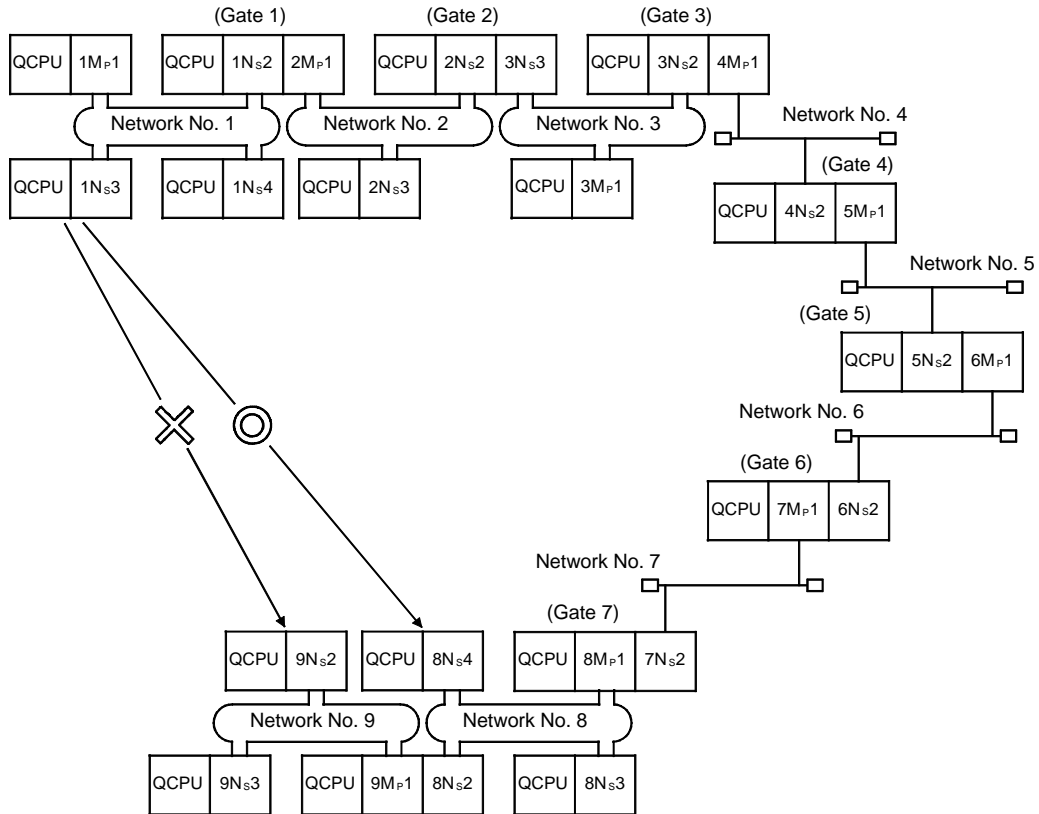 (Gate 1) (Gate 2) (Gate 3)
QCPU 1MP1 QCPU 1NS2 2MP1 QCPU 2NS2 3NS3 QCPU 3NS2 4MP1
Network No. 1 Network No. 2 Network No. 3
Network No. 4
QCPU 1NS3 QCPU 1NS4 QCPU 2NS3 QCPU 3MP1
(Gate 4)
QCPU 4NS2 5MP1
Network No. 5
(Gate 5)
QCPU 5NS2 6MP1
Network No. 6
(Gate 6)
QCPU 7MP1 6NS2
Network No. 7
(Gate 7)
QCPU 9NS2 QCPU 8NS4 QCPU 8MP1 7NS2
Network No. 9 Network No. 8
QCPU 9NS3 QCPU 9MP1 8NS2 QCPU 8NS3